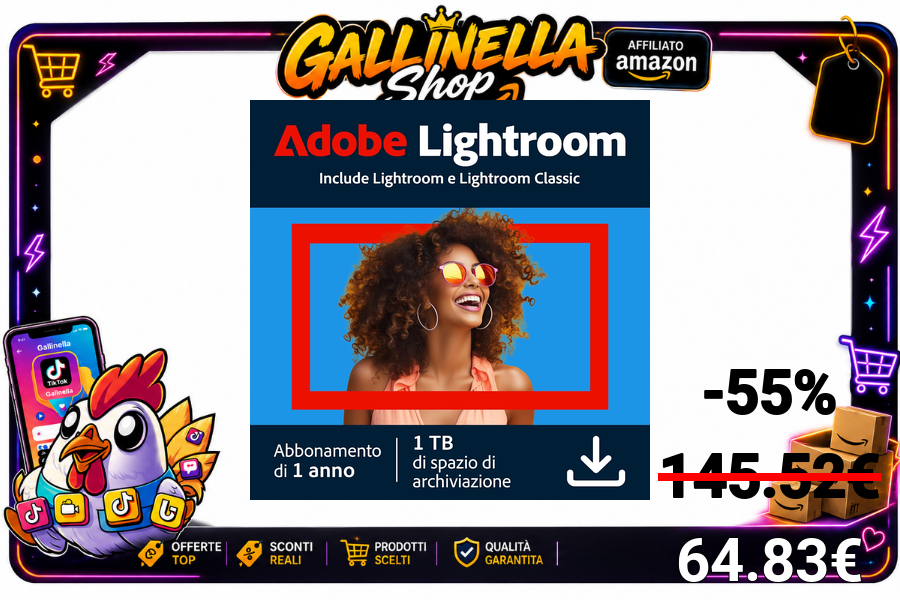 GALLINELLA
Shop
AFFILIATO
amazon
Adobe Lightroom
Include Lightroom e Lightroom Classic
Gallinella
TikTok
Gallinella
-55%
Abbonamento
di 1 anno
1 TB
di spazio di
archiviazione
145.52€
OFFERTE
TOP
SCONTI
REALI
PRODOTTI
SCELTI
QUALITÀ
GARANTITA
64.83€